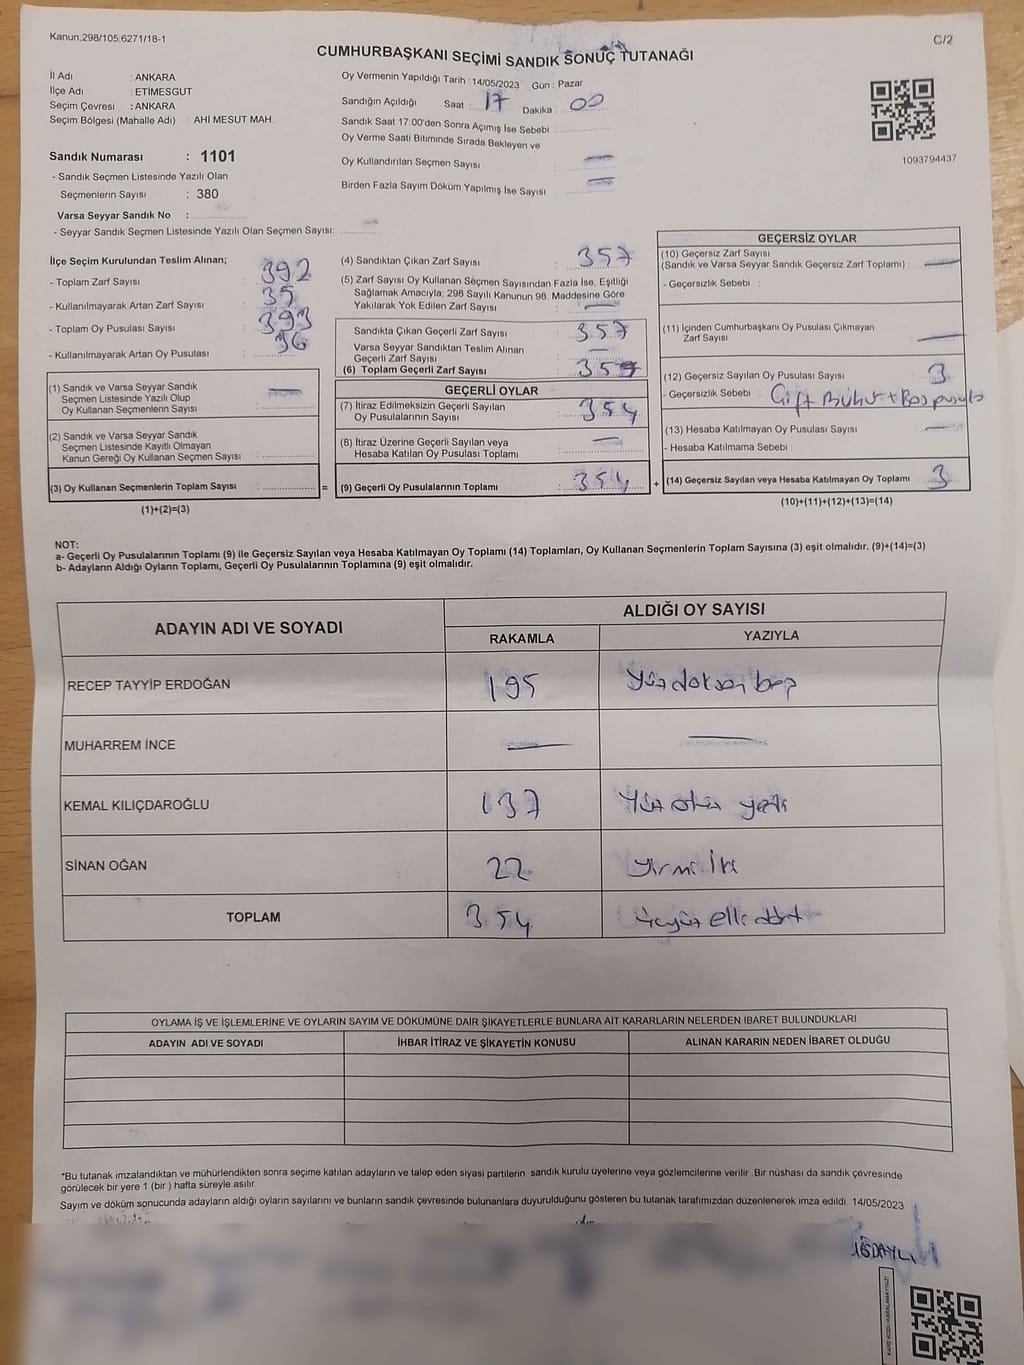 Kanun;298/105,6271/18-1
C/2
CUMHURBAŞKANI SEÇİMİ SANDIK SONUÇ TUTANAĞI
İl Adı : ANKARA
İlçe Adı : ETİMESGUT
Seçim Çevresi : ANKARA
Seçim Bölgesi (Mahalle Adı) : AHİ MESUT MAH.
Sandık Numarası : 1101
- Sandık Seçmen Listesinde Yazılı Olan
Seçmenlerin Sayısı : 380
Varsa Seyyar Sandık No :
- Seyyar Sandık Seçmen Listesinde Yazılı Olan Seçmen Sayısı:
Oy Vermenin Yapıldığı Tarih : 14/05/2023 Gün : Pazar
Sandığın Açıldığı Saat : 17 Dakika : 00
Sandık Saat 17:00'den Sonra Açımış İse Sebebi :
Oy Verme Saati Bitiminde Sırada Bekleyen ve
Oy Kullandırılan Seçmen Sayısı :
Birden Fazla Sayım Döküm Yapılmış İse Sayısı :
1093794437
İlçe Seçim Kurulundan Teslim Alınan;
- Toplam Zarf Sayısı : 392
- Kullanılmayarak Artan Zarf Sayısı : 35
- Toplam Oy Pusulası Sayısı : 393
- Kullanılmayarak Artan Oy Pusulası : 36
(1) Sandık ve Varsa Seyyar Sandık
Seçmen Listesinde Yazılı Olup
Oy Kullanan Seçmenlerin Sayısı :
(2) Sandık ve Varsa Seyyar Sandık
Seçmen Listesinde Kayıtlı Olmayan
Kanun Gereği Oy Kullanan Seçmen Sayısı :
(3) Oy Kullanan Seçmenlerin Toplam Sayısı : =
(1)+(2)=(3)
(4) Sandıktan Çıkan Zarf Sayısı : 357
(5) Zarf Sayısı Oy Kullanan Seçmen Sayısından Fazla İse, Eşitliği
Sağlamak Amacıyla; 298 Sayılı Kanunun 98. Maddesine Göre
Yakılarak Yok Edilen Zarf Sayısı :
Sandıkta Çıkan Geçerli Zarf Sayısı : 357
Varsa Seyyar Sandıktan Teslim Alınan
Geçerli Zarf Sayısı :
(6) Toplam Geçerli Zarf Sayısı : 357
GEÇERLİ OYLAR
(7) İtiraz Edilmeksizin Geçerli Sayılan
Oy Pusulalarının Sayısı : 354
(8) İtiraz Üzerine Geçerli Sayılan veya
Hesaba Katılan Oy Pusulası Toplamı :
(9) Geçerli Oy Pusulalarının Toplamı : 354 +
GEÇERSİZ OYLAR
(10) Geçersiz Zarf Sayısı
(Sandık ve Varsa Seyyar Sandık Geçersiz Zarf Toplamı) :
- Geçersizlik Sebebi :
(11) İçinden Cumhurbaşkanı Oy Pusulası Çıkmayan
Zarf Sayısı :
(12) Geçersiz Sayılan Oy Pusulası Sayısı : 3
- Geçersizlik Sebebi : Çift Mühür + Boş pusula
(13) Hesaba Katılmayan Oy Pusulası Sayısı :
- Hesaba Katılmama Sebebi :
(14) Geçersiz Sayılan veya Hesaba Katılmayan Oy Toplamı : 3
(10)+(11)+(12)+(13)=(14)
NOT:
a- Geçerli Oy Pusulalarının Toplamı (9) ile Geçersiz Sayılan veya Hesaba Katılmayan Oy Toplamı (14) Toplamları, Oy Kullanan Seçmenlerin Toplam Sayısına (3) eşit olmalıdır. (9)+(14)=(3)
b- Adayların Aldığı Oyların Toplamı, Geçerli Oy Pusulalarının Toplamına (9) eşit olmalıdır.
ADAYIN ADI VE SOYADI
ALDIĞI OY SAYISI
RAKAMLA YAZIYLA
RECEP TAYYİP ERDOĞAN 195 Yüzdoksan beş
MUHARREM İNCE
KEMAL KILIÇDAROĞLU 137 Yüz otuz yedi
SİNAN OĞAN 22 Yirmi İki
TOPLAM 354 üçyüz elli dört
OYLAMA İŞ VE İŞLEMLERİNE VE OYLARIN SAYIM VE DÖKÜMÜNE DAİR ŞİKAYETLERLE BUNLARA AİT KARARLARIN NELERDEN İBARET BULUNDUKLARI
ADAYIN ADI VE SOYADI İHBAR İTİRAZ VE ŞİKAYETİN KONUSU ALINAN KARARIN NEDEN İBARET OLDUĞU
*Bu tutanak imzalandıktan ve mühürlendikten sonra seçime katılan adayların ve talep eden siyasi partilerin sandık kurulu üyelerine veya gözlemcilerine verilir. Bir nüshası da sandık çevresinde
görülecek bir yere 1 (bir ) hafta süreyle asılır.
Sayım ve döküm sonucunda adayların aldığı oyların sayılarını ve bunların sandık çevresinde bulunanlara duyurulduğunu gösteren bu tutanak tarafımızdan düzenlenerek imza edildi. 14/05/2023